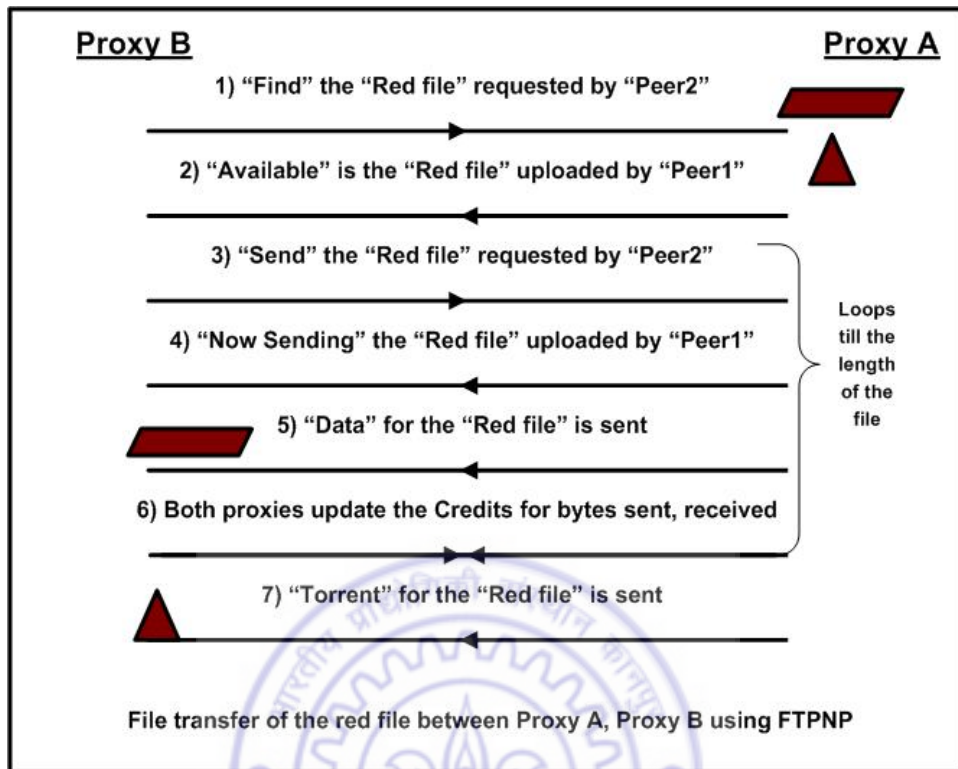 Proxy B
Proxy A
1) “Find” the “Red file” requested by “Peer2”
2) “Available” is the “Red file” uploaded by “Peer1”
3) “Send” the “Red file” requested by “Peer2”
4) “Now Sending” the “Red file” uploaded by “Peer1”
5) “Data” for the “Red file” is sent
6) Both proxies update the Credits for bytes sent, received
7) “Torrent” for the “Red file” is sent
Loops
till the
length
of the
file
भारतीय प्रौद्योगिकी संस्थान कानपुर
File transfer of the red file between Proxy A, Proxy B using FTPNP